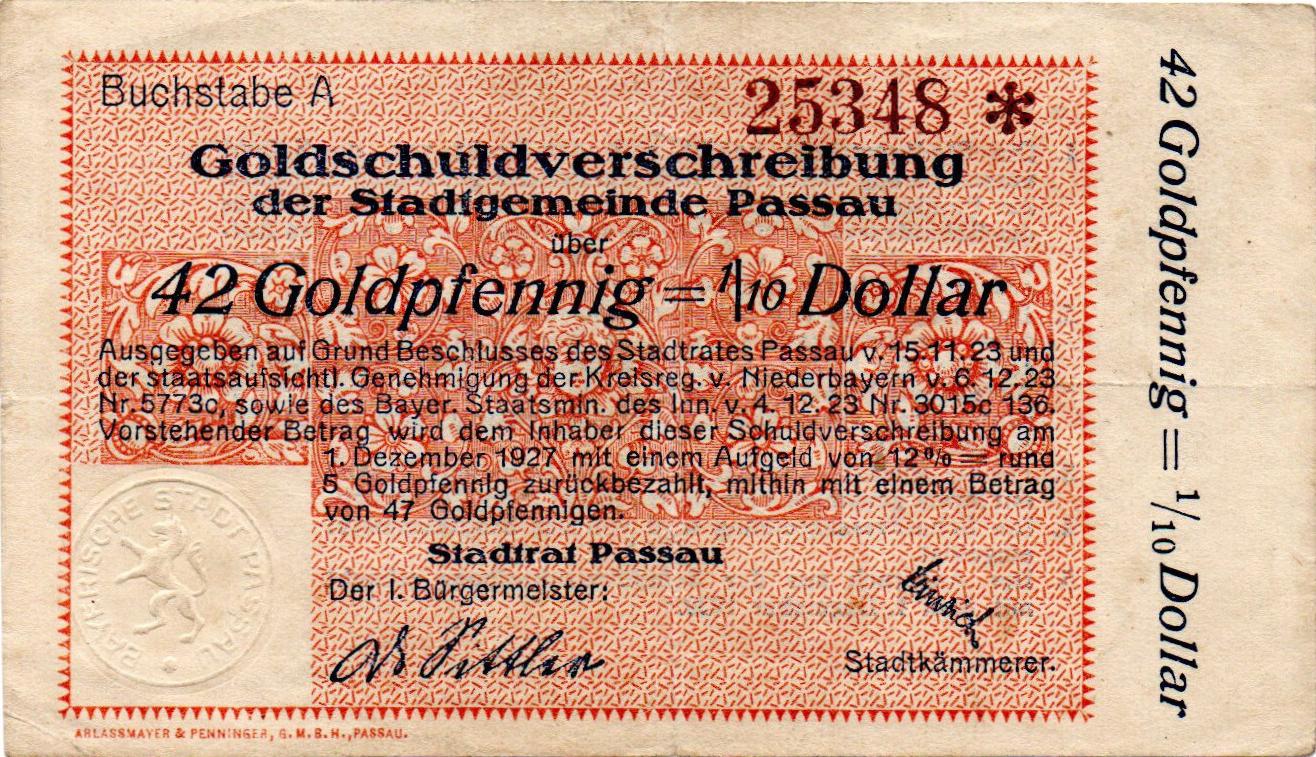 Buchstabe A
25348 *
Goldschuldverschreibung
der Stadtgemeinde Passau
über
42 Goldpfennig = 1/10 Dollar
Ausgegeben auf Grund Beschlusses des Stadtrates Passau v. 15.11.23 und
der staatsaufsichtl. Genehmigung der Kreisreg. v. Niederbayern v. 6.12.23
Nr. 5773c, sowie des Bayer. Staatsmin. des Inn. v. 4.12.23 Nr. 3015c 136.
Vorstehender Betrag wird dem Inhaber dieser Schuldverschreibung am
1. Dezember 1927 mit einem Aufgeld von 12% = rund
5 Goldpfennig zurückbezahlt, mithin mit einem Betrag
von 47 Goldpfennigen.
Stadtrat Passau
Der I. Bürgermeister:
Dr Sittler
Stadtkämmerer.
BAYERISCHE STADT PASSAU
ARLASSMAYER & PENNINGER, G.M.B.H., PASSAU.
42 Goldpfennig = 1/10 Dollar